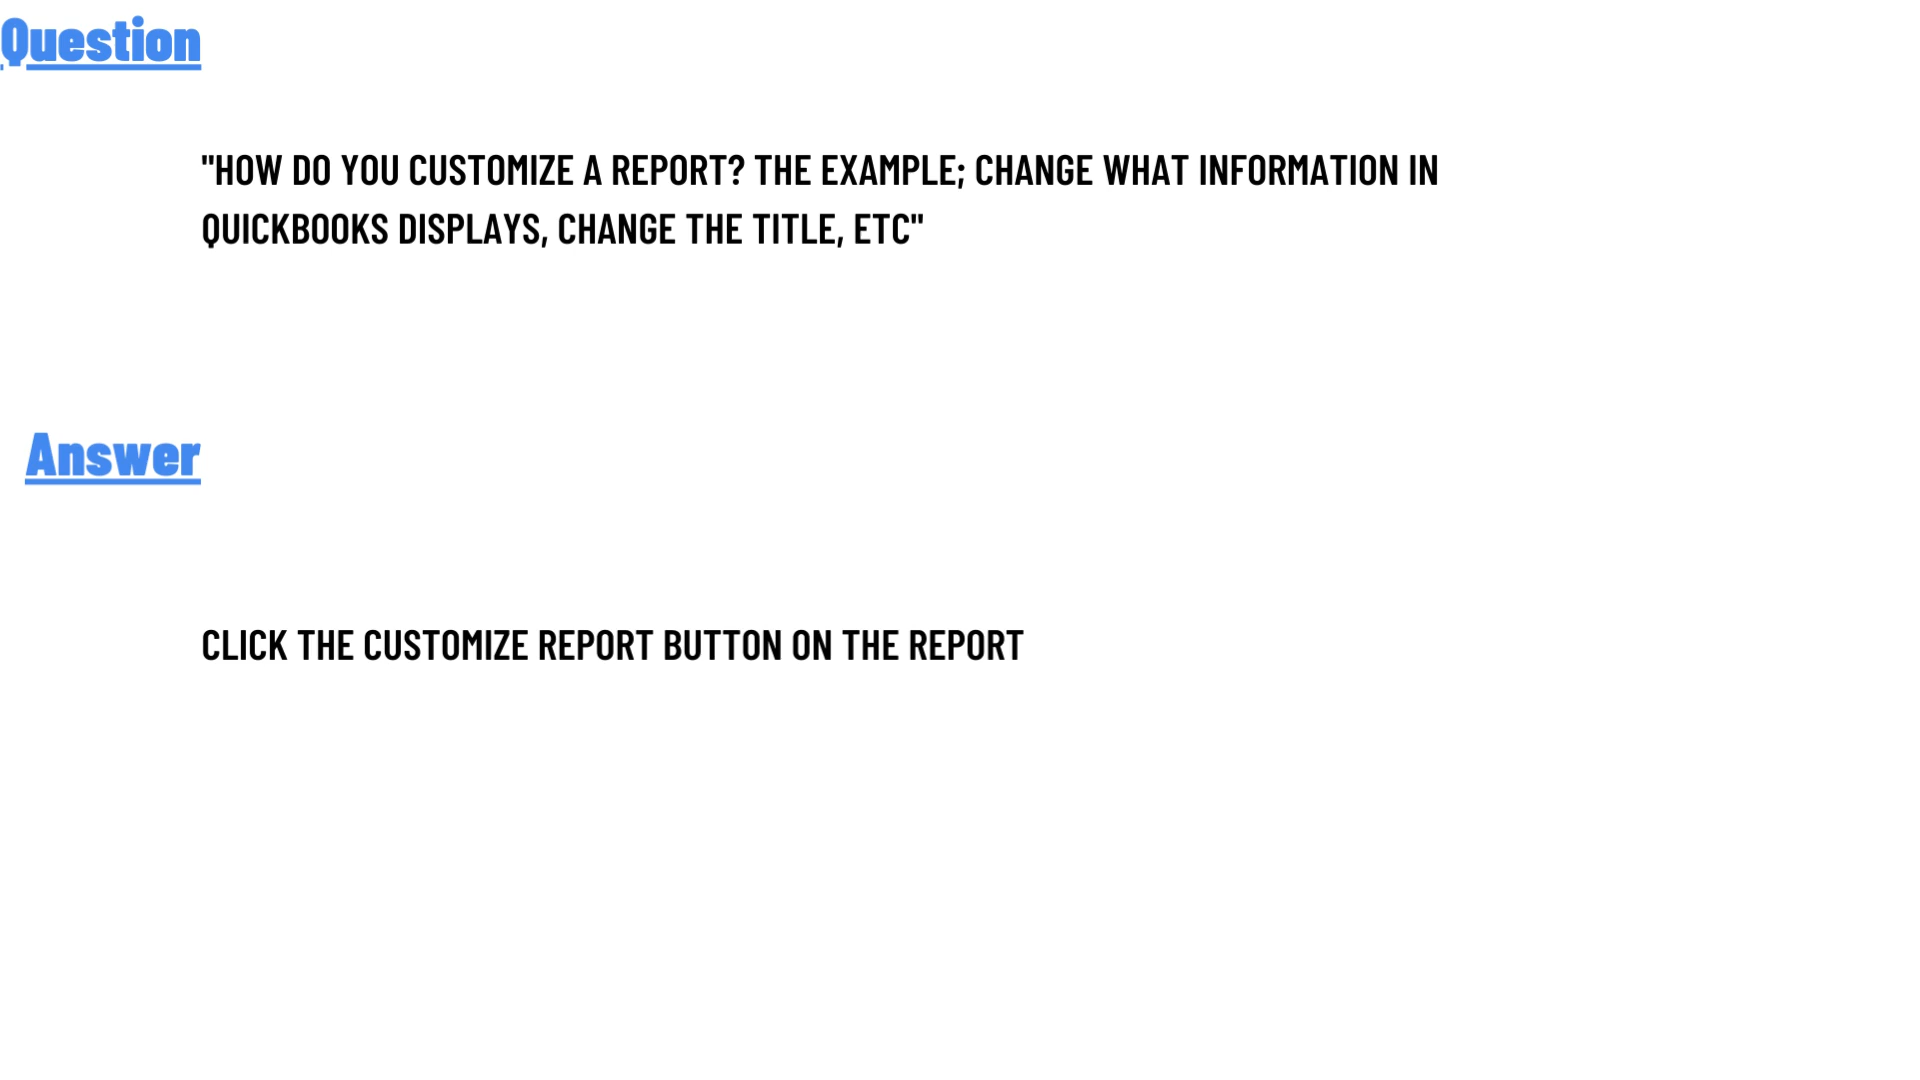 Question
"HOW DO YOU CUSTOMIZE A REPORT? THE EXAMPLE; CHANGE WHAT INFORMATION IN
QUICKBOOKS DISPLAYS, CHANGE THE TITLE, ETC"
Answer
CLICK THE CUSTOMIZE REPORT BUTTON ON THE REPORT